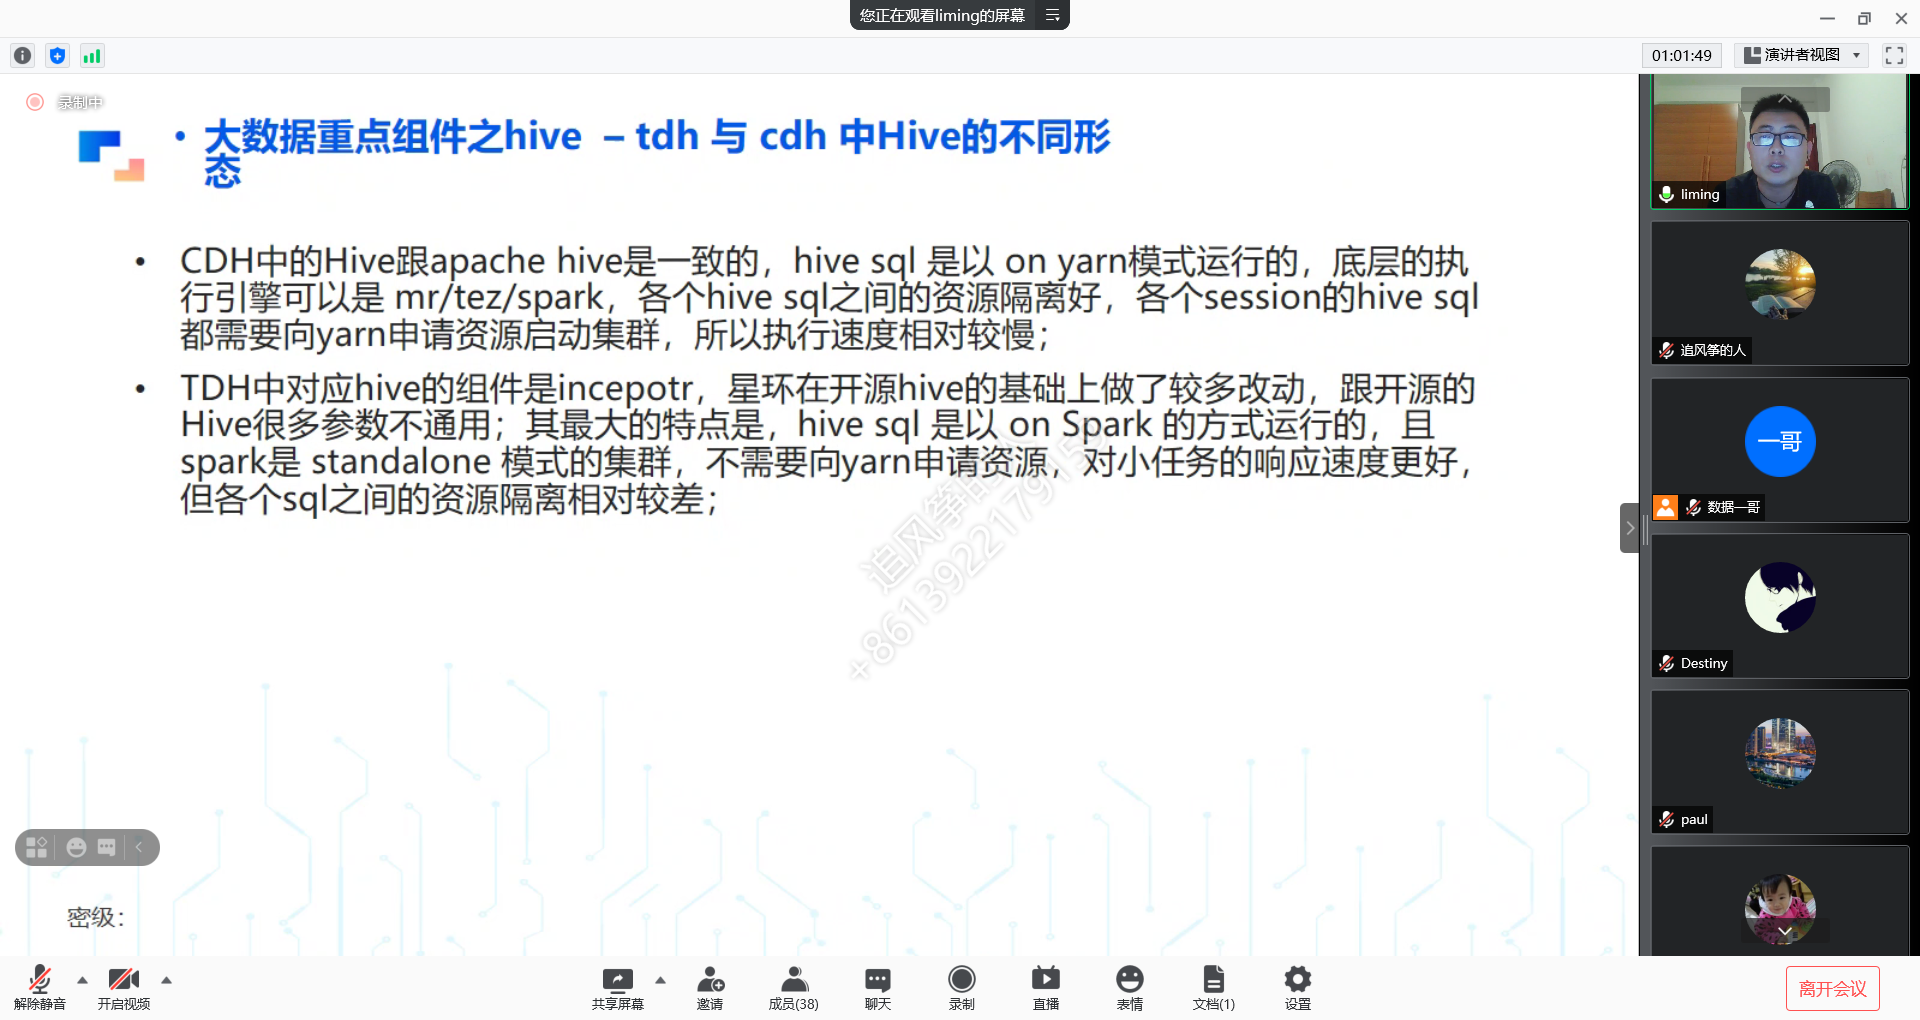 您正在观看liming的屏幕
01:01:49
演讲者视图
录制中
• 大数据重点组件之hive – tdh 与 cdh 中Hive的不同形
态
• CDH中的Hive跟apache hive是一致的，hive sql 是以 on yarn模式运行的，底层的执
行引擎可以是 mr/tez/spark，各个hive sql之间的资源隔离好，各个session的hive sql
都需要向yarn申请资源启动集群，所以执行速度相对较慢；
• TDH中对应hive的组件是incepotr，星环在开源hive的基础上做了较多改动，跟开源的
Hive很多参数不通用；其最大的特点是，hive sql 是以 on Spark 的方式运行的，且
spark是 standalone 模式的集群，不需要向yarn申请资源，对小任务的响应速度更好，
但各个sql之间的资源隔离相对较差；
追风筝的人
+8613922179159
密级：
liming
追风筝的人
一哥
数据一哥
Destiny
paul
解除静音
开启视频
共享屏幕
邀请
成员(38)
聊天
录制
直播
表情
文档(1)
设置
离开会议